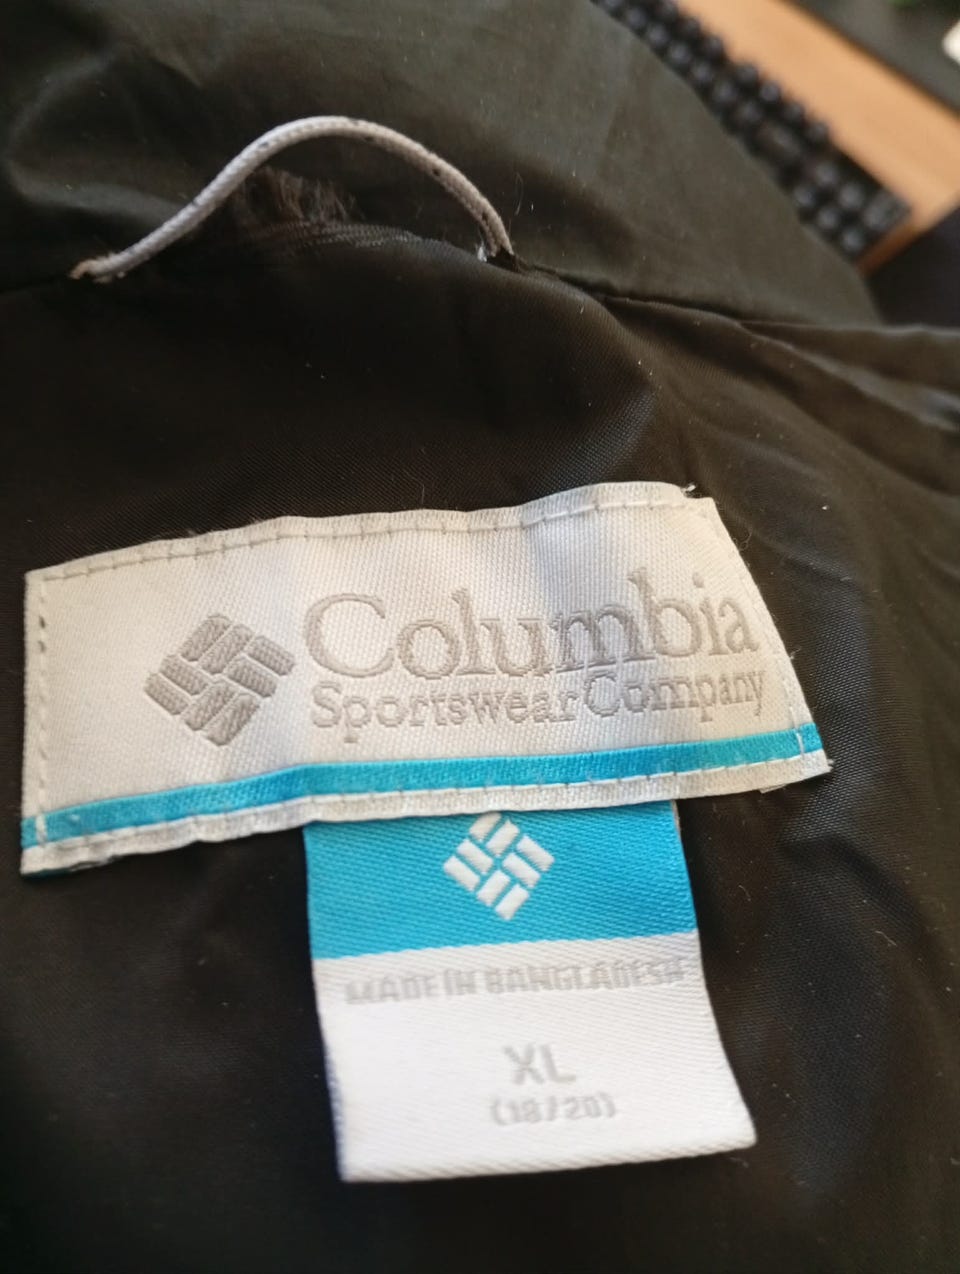 Columbia
Sportswear Company
MADE IN BANGLADESH
XL
(18/20)